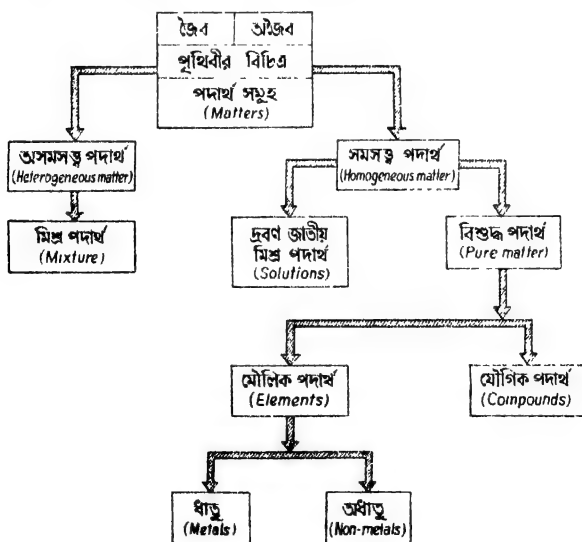 জৈব অজৈব
পৃথিবীর বিচিত্র
পদার্থ সমূহ
(Matters)
অসমসত্ত্ব পদার্থ
(Heterogeneous matter)
সমসত্ত্ব পদার্থ
(Homogeneous matter)
মিশ্র পদার্থ
(Mixture)
দ্রবণ জাতীয়
মিশ্র পদার্থ
(Solutions)
বিশুদ্ধ পদার্থ
(Pure matter)
মৌলিক পদার্থ
(Elements)
যৌগিক পদার্থ
(Compounds)
ধাতু
(Metals)
অধাতু
(Non-metals)